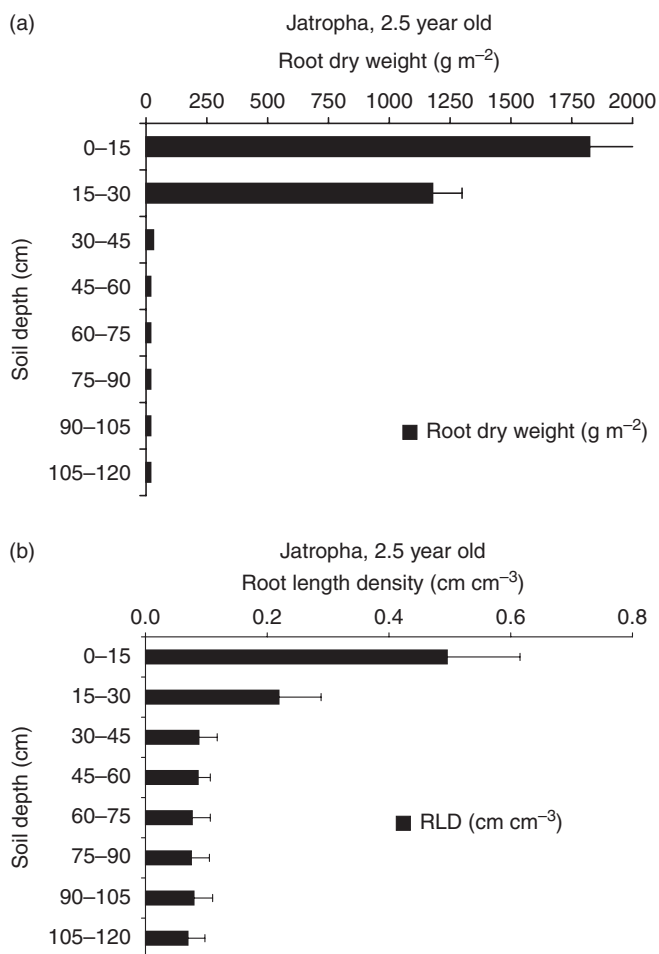 (a)
Jatropha, 2.5 year old
Root dry weight (g m⁻²)
0 250 500 750 1000 1250 1500 1750 2000
0–15
15–30
30–45
45–60
60–75
75–90
90–105
105–120
Soil depth (cm)
Root dry weight (g m⁻²)
(b)
Jatropha, 2.5 year old
Root length density (cm cm⁻³)
0.0 0.2 0.4 0.6 0.8
0–15
15–30
30–45
45–60
60–75
75–90
90–105
105–120
Soil depth (cm)
RLD (cm cm⁻³)